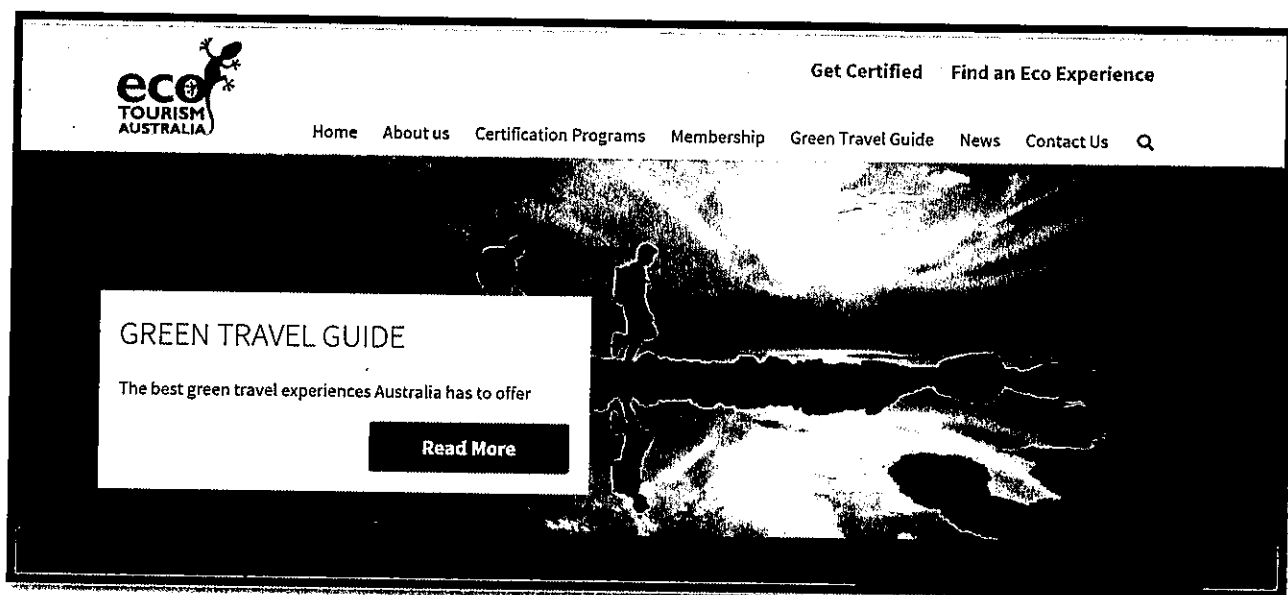 eco
TOURISM
AUSTRALIA
Get Certified Find an Eco Experience
Home About us Certification Programs Membership Green Travel Guide News Contact Us
GREEN TRAVEL GUIDE
The best green travel experiences Australia has to offer
Read More